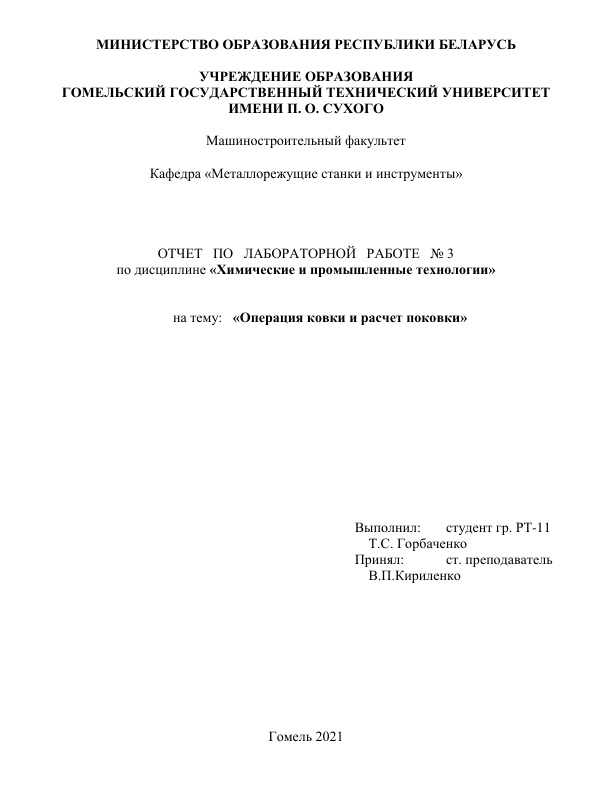 МИНИСТЕРСТВО ОБРАЗОВАНИЯ РЕСПУБЛИКИ БЕЛАРУСЬ
УЧРЕЖДЕНИЕ ОБРАЗОВАНИЯ
ГОМЕЛЬСКИЙ ГОСУДАРСТВЕННЫЙ ТЕХНИЧЕСКИЙ УНИВЕРСИТЕТ
ИМЕНИ П. О. СУХОГО
Машиностроительный факультет
Кафедра «Металлорежущие станки и инструменты»
ОТЧЕТ ПО ЛАБОРАТОРНОЙ РАБОТЕ № 3
по дисциплине «Химические и промышленные технологии»
на тему: «Операция ковки и расчет поковки»
Выполнил: студент гр. РТ-11
Т.С. Горбаченко
Принял: ст. преподаватель
В.П.Кириленко
Гомель 2021